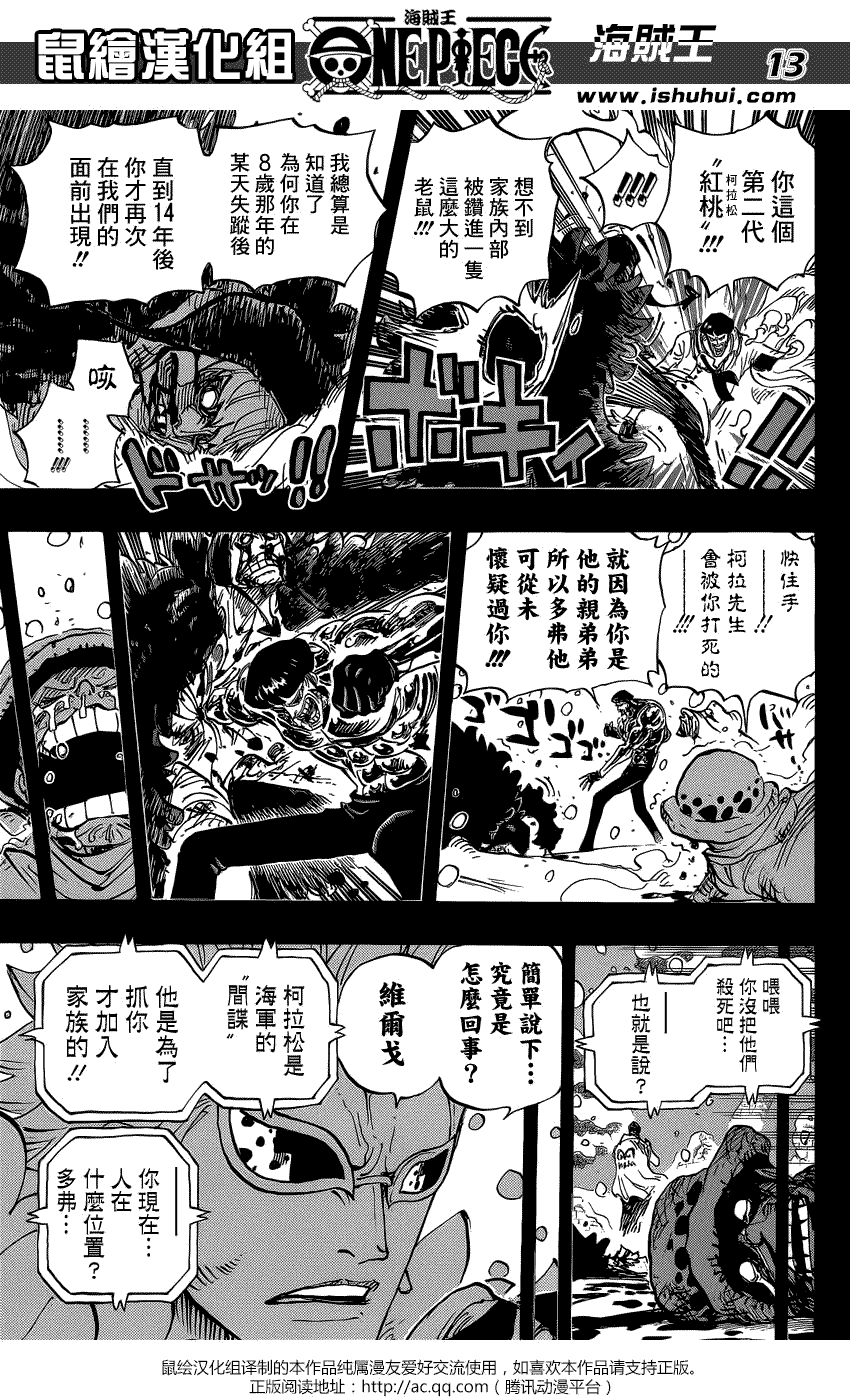 鼠繪漢化組
海賊王
ONE PIECE
海賊王
13
www.ishuhui.com
你這個
第二代
柯拉松
〝紅桃〞!!!
!!!!
想不到
家族內部
被鑽進一隻
這麼大的
老鼠!!!
ボキィ!!
我總算是
知道了
為何你在
8歲那年的
某天失蹤後
直到14年後
你才再次
在我們的
面前出現!!
咳
……!!!
ドサッ!!
快住手
——!!
柯拉先生
會被你打死的
——!!!
就因為你是
他的親弟弟
所以多弗他
可從未
懷疑過你!!!
ゴゴゴ
喂喂
你沒把他們
殺死吧…
——
也就是說?
簡單說下…
究竟是
怎麼回事?
維爾戈
柯拉松是
海軍的
〝間諜〞
他是為了
抓你
才加入
家族的!!
——
你現在…
人在
什麼位置?
多弗…
鼠绘汉化组译制的本作品纯属漫友爱好交流使用，如喜欢本作品请支持正版。
正版阅读地址：http://ac.qq.com（腾讯动漫平台）